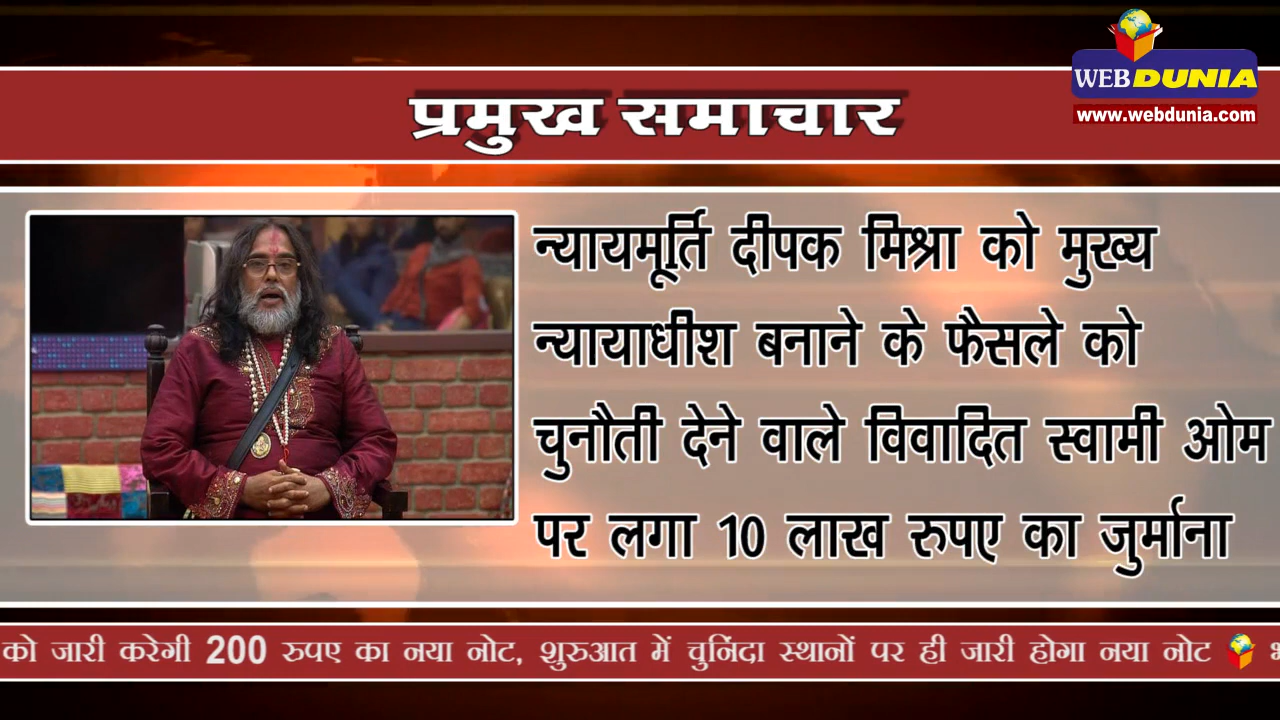 WEBDUNIA
www.webdunia.com
प्रमुख समाचार
न्यायमूर्ति दीपक मिश्रा को मुख्य
न्यायाधीश बनाने के फैसले को
चुनौती देने वाले विवादित स्वामी ओम
पर लगा 10 लाख रुपए का जुर्माना
को जारी करेगी 200 रुपए का नया नोट, शुरुआत में चुनिंदा स्थानों पर ही जारी होगा नया नोट